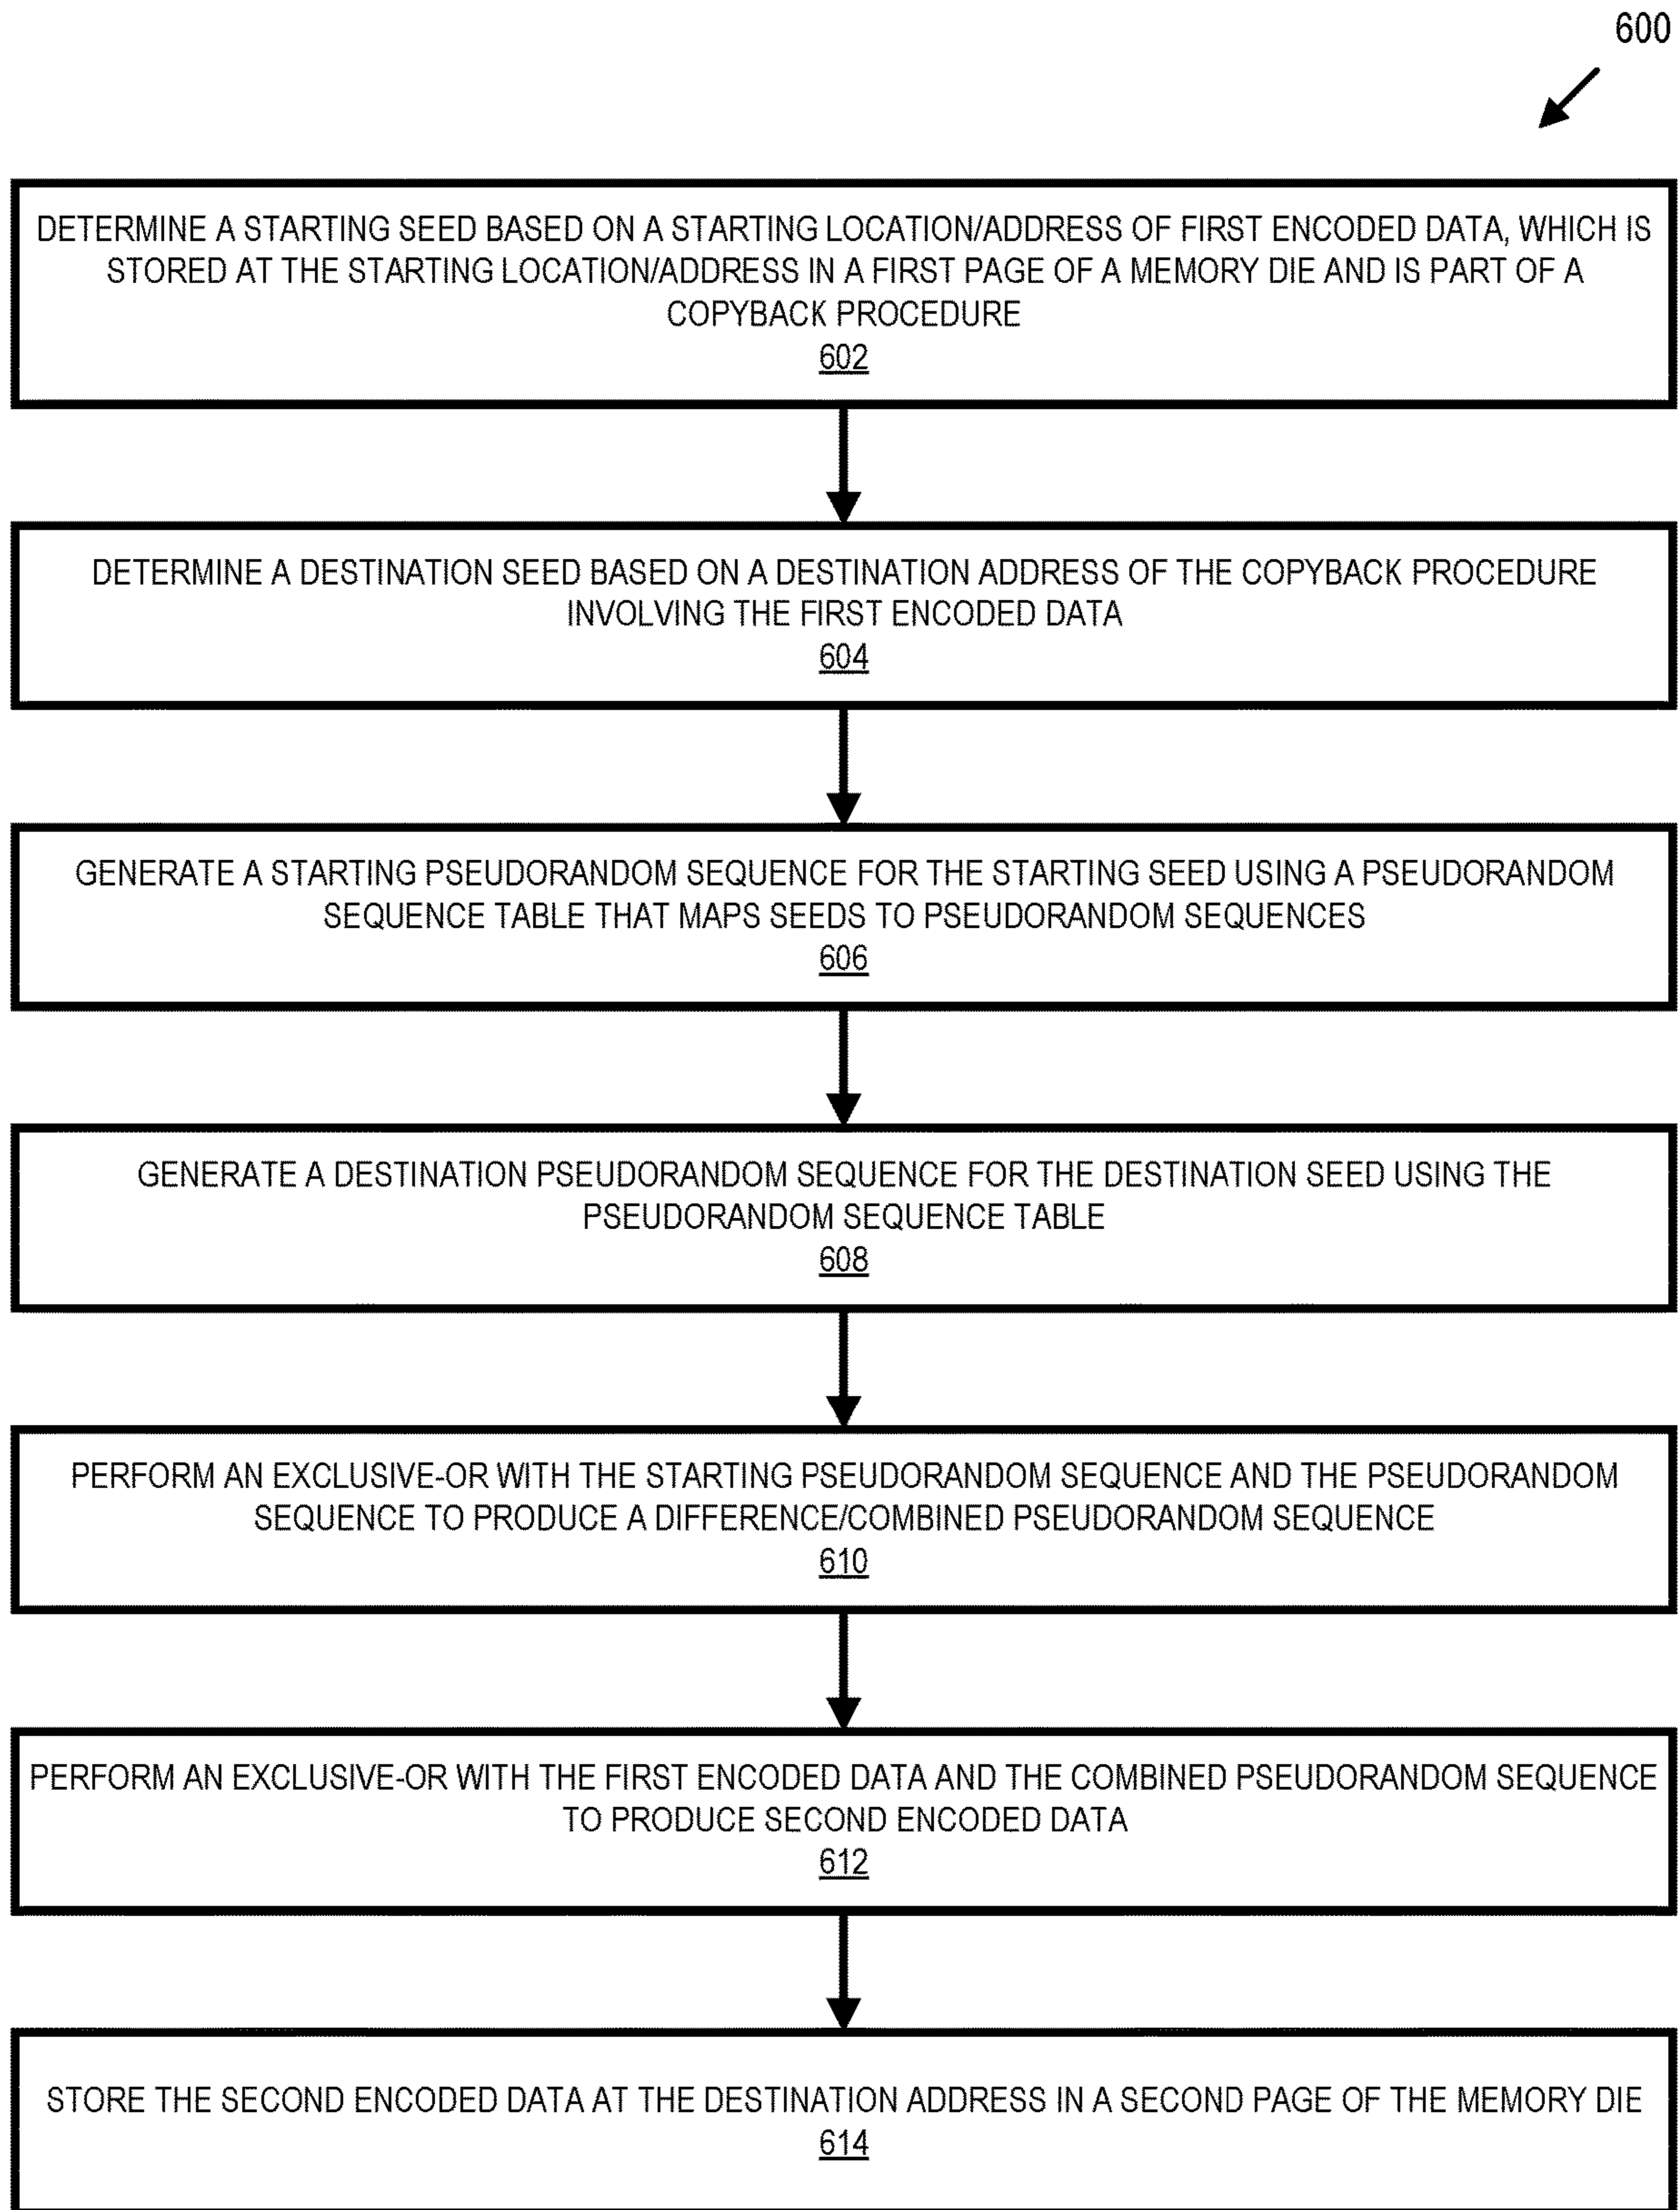 600
DETERMINE A STARTING SEED BASED ON A STARTING LOCATION/ADDRESS OF FIRST ENCODED DATA, WHICH IS
STORED AT THE STARTING LOCATION/ADDRESS IN A FIRST PAGE OF A MEMORY DIE AND IS PART OF A
COPYBACK PROCEDURE
602
DETERMINE A DESTINATION SEED BASED ON A DESTINATION ADDRESS OF THE COPYBACK PROCEDURE
INVOLVING THE FIRST ENCODED DATA
604
GENERATE A STARTING PSEUDORANDOM SEQUENCE FOR THE STARTING SEED USING A PSEUDORANDOM
SEQUENCE TABLE THAT MAPS SEEDS TO PSEUDORANDOM SEQUENCES
606
GENERATE A DESTINATION PSEUDORANDOM SEQUENCE FOR THE DESTINATION SEED USING THE
PSEUDORANDOM SEQUENCE TABLE
608
PERFORM AN EXCLUSIVE-OR WITH THE STARTING PSEUDORANDOM SEQUENCE AND THE PSEUDORANDOM
SEQUENCE TO PRODUCE A DIFFERENCE/COMBINED PSEUDORANDOM SEQUENCE
610
PERFORM AN EXCLUSIVE-OR WITH THE FIRST ENCODED DATA AND THE COMBINED PSEUDORANDOM SEQUENCE
TO PRODUCE SECOND ENCODED DATA
612
STORE THE SECOND ENCODED DATA AT THE DESTINATION ADDRESS IN A SECOND PAGE OF THE MEMORY DIE
614